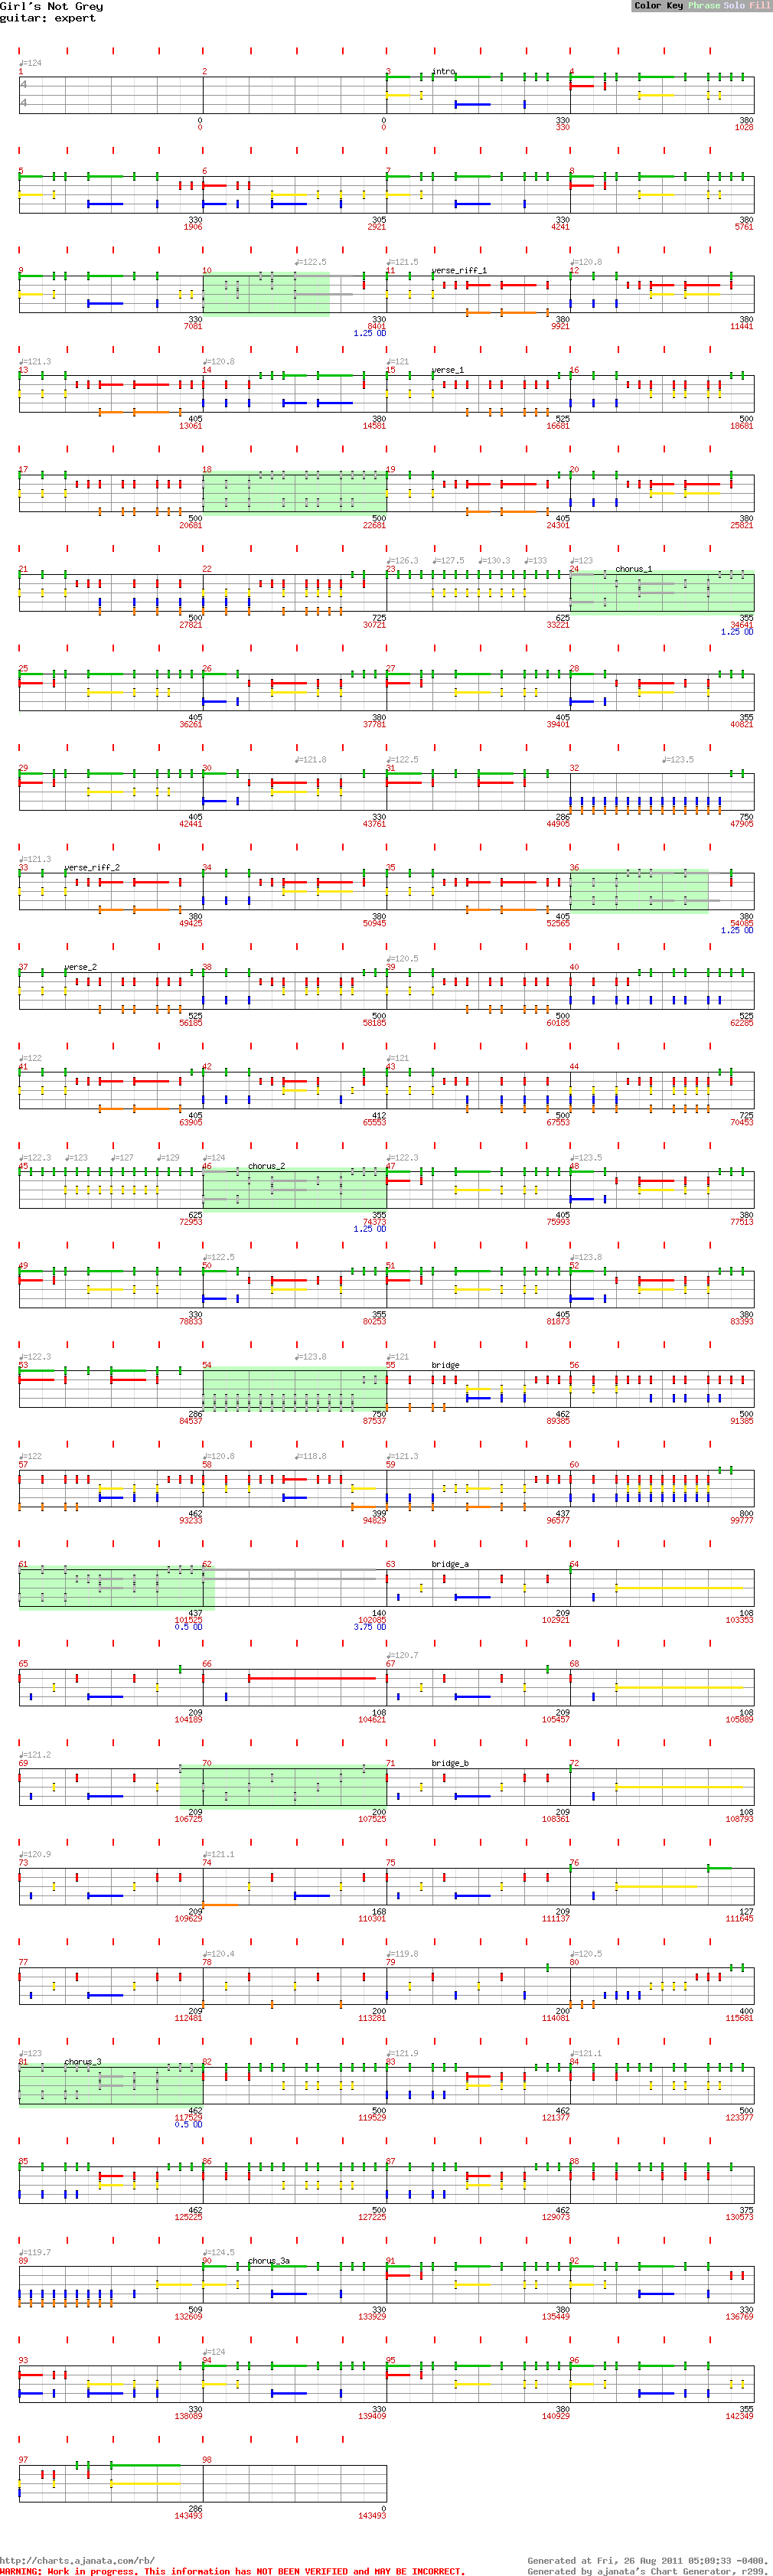 Girl's Not Grey
guitar: expert
Color Key Phrase Solo Fill
♩=124
1 2 3 intro 4
4
4
0 0 330 380
0 0 330 1028
5 6 7 8
330 305 330 380
1906 2921 4241 5761
♩=122.5 ♩=121.5 ♩=120.8
9 10 11 verse_riff_1 12
330 330 380 380
7081 8401 9921 11441
1.25 OD
♩=121.3 ♩=120.8 ♩=121
13 14 15 verse_1 16
405 380 525 500
13061 14581 16681 18681
17 18 19 20
500 500 405 380
20681 22681 24301 25821
♩=126.3 ♩=127.5 ♩=130.3 ♩=133 ♩=123
21 22 23 24 chorus_1
500 725 625 355
27821 30721 33221 34641
1.25 OD
25 26 27 28
405 380 405 355
36261 37781 39401 40821
♩=121.8 ♩=122.5 ♩=123.5
29 30 31 32
405 330 286 750
42441 43761 44905 47905
♩=121.3
33 verse_riff_2 34 35 36
380 380 405 380
49425 50945 52565 54085
1.25 OD
♩=120.5
37 verse_2 38 39 40
525 500 500 525
56185 58185 60185 62285
♩=122 ♩=121
41 42 43 44
405 412 500 725
63905 65553 67553 70453
♩=122.3 ♩=123 ♩=127 ♩=129 ♩=124 ♩=122.3 ♩=123.5
45 46 chorus_2 47 48
625 355 405 380
72953 74373 75993 77513
1.25 OD
♩=122.5 ♩=123.8
49 50 51 52
330 355 405 380
78833 80253 81873 83393
♩=122.3 ♩=123.8 ♩=121
53 54 55 bridge 56
286 750 462 500
84537 87537 89385 91385
♩=122 ♩=120.8 ♩=118.8 ♩=121.3
57 58 59 60
462 399 437 800
93233 94829 96577 99777
61 62 63 bridge_a 64
437 140 209 108
101525 102085 102921 103353
0.5 OD 3.75 OD
♩=120.7
65 66 67 68
209 108 209 108
104189 104621 105457 105889
♩=121.2
69 70 71 bridge_b 72
209 200 209 108
106725 107525 108361 108793
♩=120.9 ♩=121.1
73 74 75 76
209 168 209 127
109629 110301 111137 111645
♩=120.4 ♩=119.8 ♩=120.5
77 78 79 80
209 200 200 400
112481 113281 114081 115681
♩=123 ♩=121.9 ♩=121.1
81 chorus_3 82 83 84
462 500 462 500
117529 119529 121377 123377
0.5 OD
85 86 87 88
462 500 462 375
125225 127225 129073 130573
♩=119.7 ♩=124.5
89 90 chorus_3a 91 92
509 330 380 330
132609 133929 135449 136769
♩=124
93 94 95 96
330 330 380 355
138089 139409 140929 142349
97 98
286 0
143493 143493
http://charts.ajanata.com/rb/
Generated at Fri, 26 Aug 2011 05:09:33 -0400.
WARNING: Work in progress. This information has NOT BEEN VERIFIED and MAY BE INCORRECT.
Generated by ajanata's Chart Generator, r299.